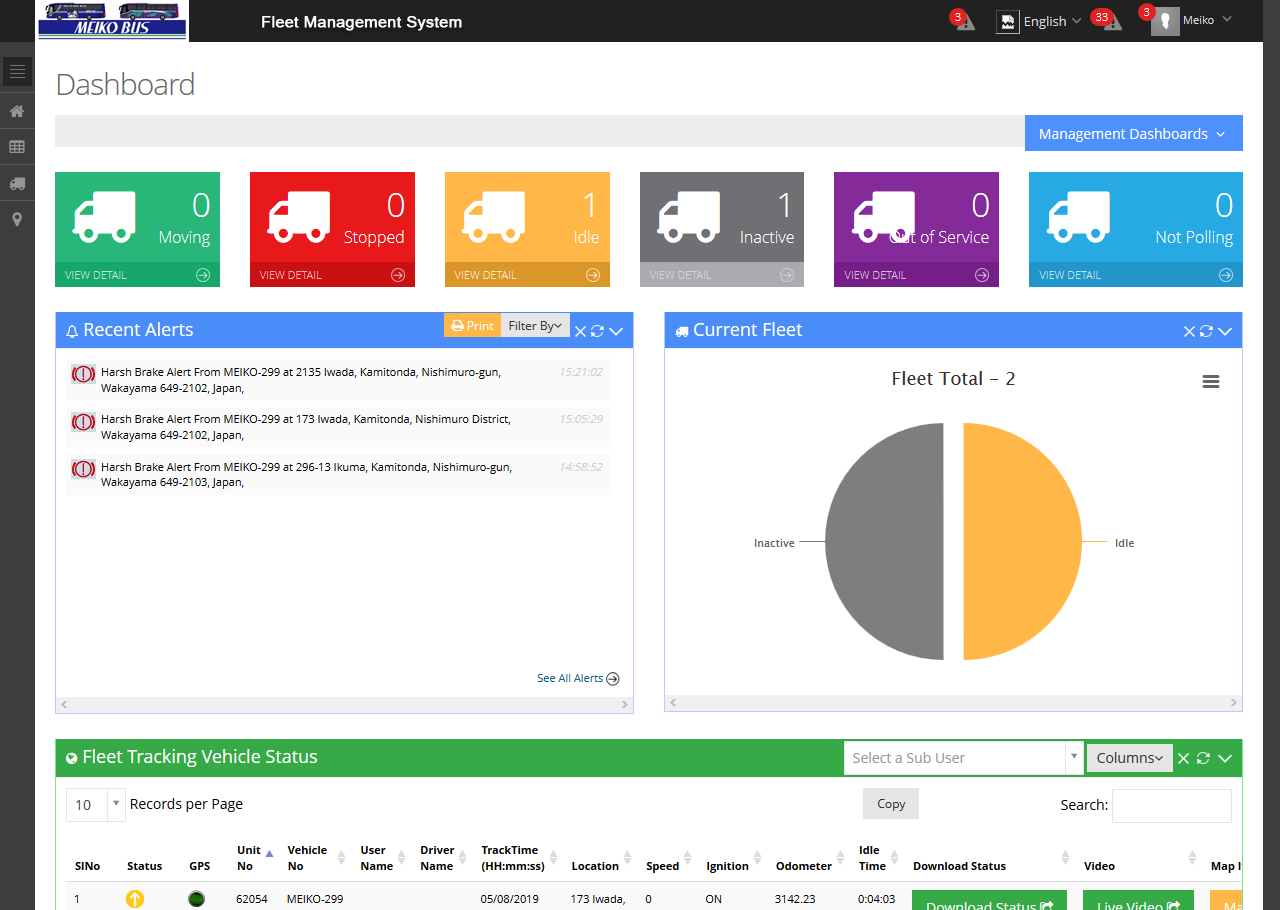 MEIKO BUS
Fleet Management System
3
English
33
3
Meiko
Dashboard
Management Dashboards
0
Moving
VIEW DETAIL
0
Stopped
VIEW DETAIL
1
Idle
VIEW DETAIL
1
Inactive
VIEW DETAIL
0
Out of Service
VIEW DETAIL
0
Not Polling
VIEW DETAIL
Recent Alerts
Print
Filter By
Harsh Brake Alert From MEIKO-299 at 2135 Iwada, Kamitonda, Nishimuro-gun,
Wakayama 649-2102, Japan,
15:21:02
Harsh Brake Alert From MEIKO-299 at 173 Iwada, Kamitonda, Nishimuro District,
Wakayama 649-2102, Japan,
15:05:29
Harsh Brake Alert From MEIKO-299 at 296-13 Ikuma, Kamitonda, Nishimuro-gun,
Wakayama 649-2103, Japan,
14:58:52
See All Alerts
Current Fleet
Fleet Total - 2
Inactive
Idle
Fleet Tracking Vehicle Status
Select a Sub User
Columns
10
Records per Page
Copy
Search:
SlNo
Status
GPS
Unit
No
Vehicle
No
User
Name
Driver
Name
TrackTime
(HH:mm:ss)
Location
Speed
Ignition
Odometer
Idle
Time
Download Status
Video
Map
1
62054
MEIKO-299
05/08/2019
173 Iwada,
0
ON
3142.23
0:04:03
Download Status
Live Video
Ma